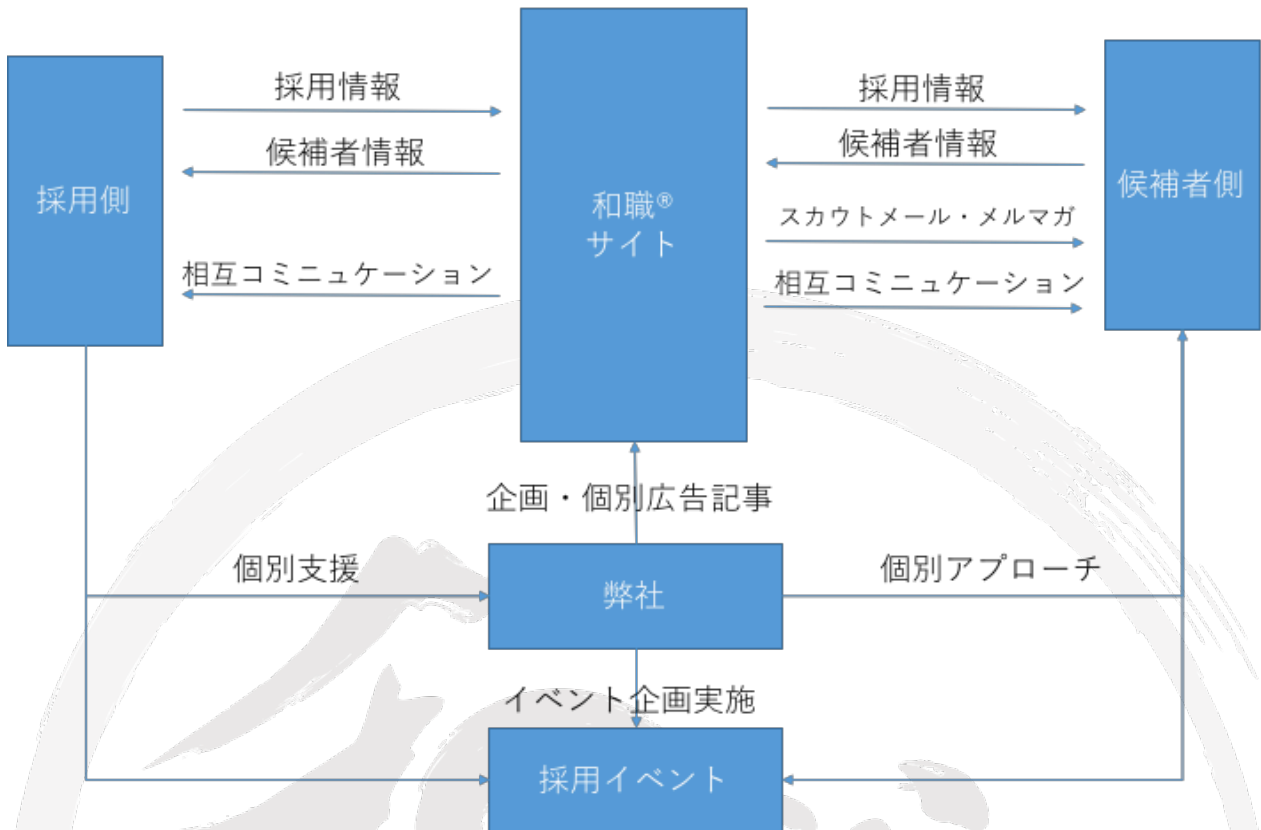 採用情報
採用情報
候補者情報
候補者情報
採用側
和職®
サイト
候補者側
スカウトメール・メルマガ
相互コミニュケーション
相互コミニュケーション
企画・個別広告記事
個別支援
弊社
個別アプローチ
イベント企画実施
採用イベント